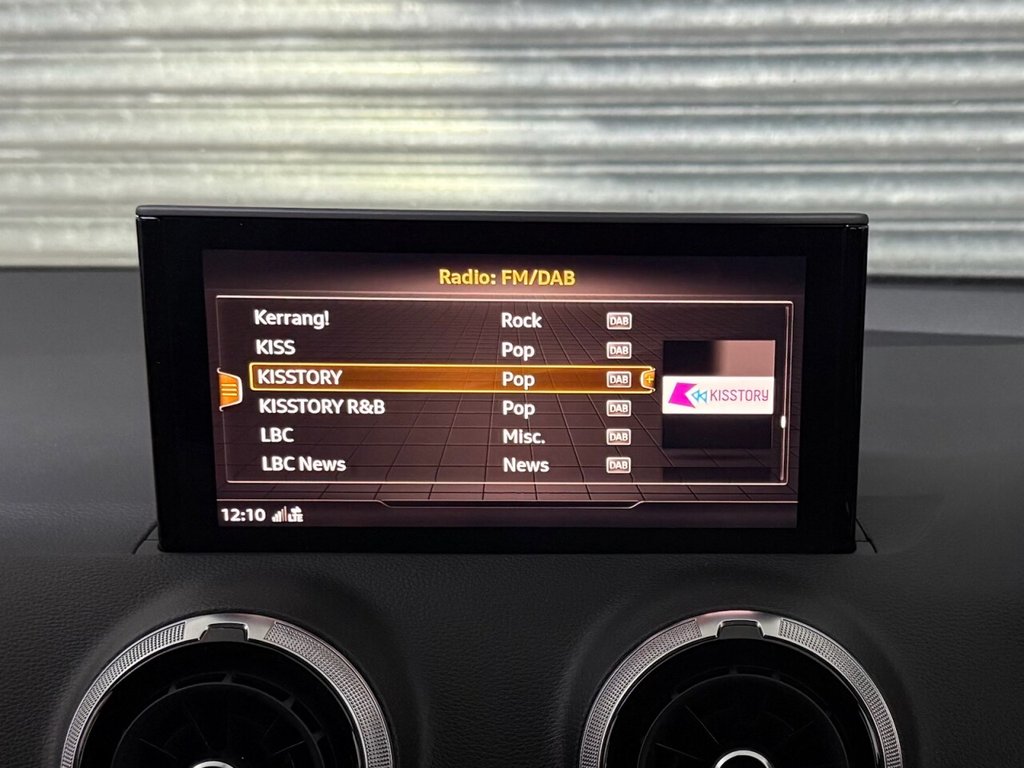 Radio: FM/DAB
Kerrang! Rock DAB
KISS Pop DAB
KISSTORY Pop DAB
KISSTORY
KISSTORY R&B Pop DAB
LBC Misc. DAB
LBC News News DAB
12:10 LTE